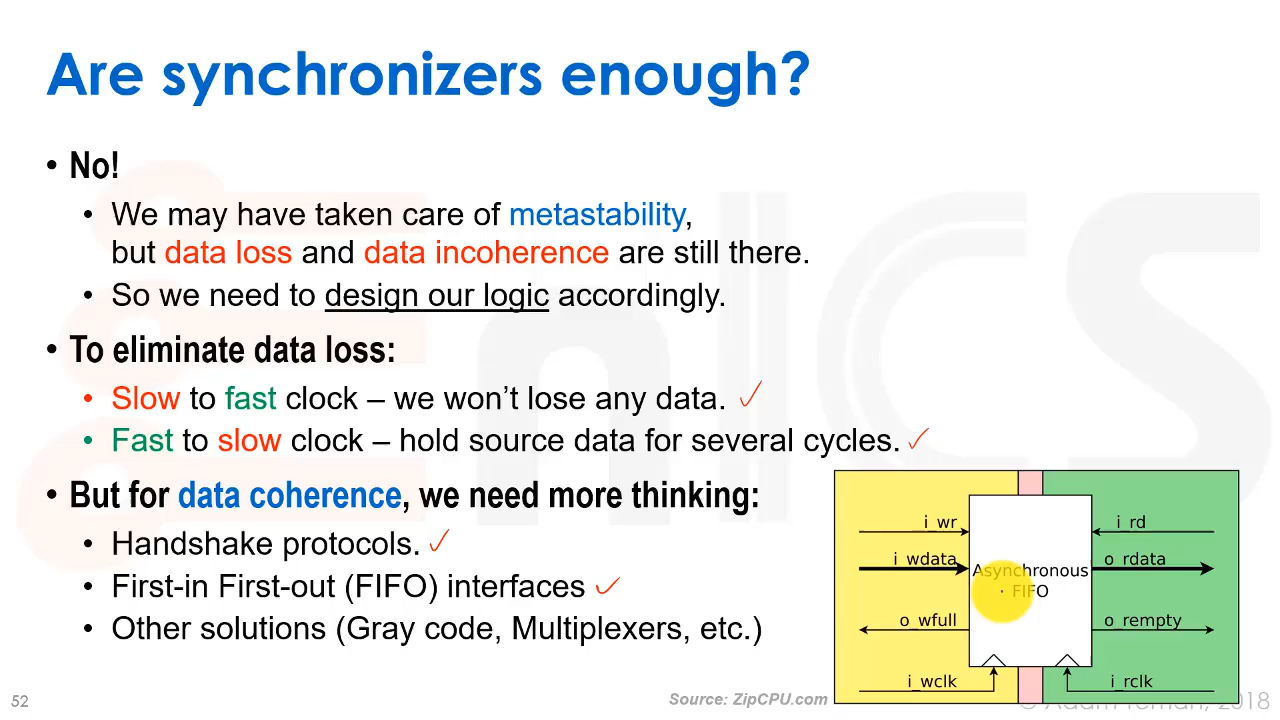 Are synchronizers enough?
• No!
• We may have taken care of metastability,
but data loss and data incoherence are still there.
• So we need to design our logic accordingly.
• To eliminate data loss:
• Slow to fast clock – we won’t lose any data.
• Fast to slow clock – hold source data for several cycles.
• But for data coherence, we need more thinking:
• Handshake protocols.
• First-in First-out (FIFO) interfaces
• Other solutions (Gray code, Multiplexers, etc.)
i_wr
i_rd
i_wdata
o_rdata
Asynchronous
FIFO
o_wfull
o_rempty
i_wclk
i_rclk
52
Source: ZipCPU.com
2018
EnICS